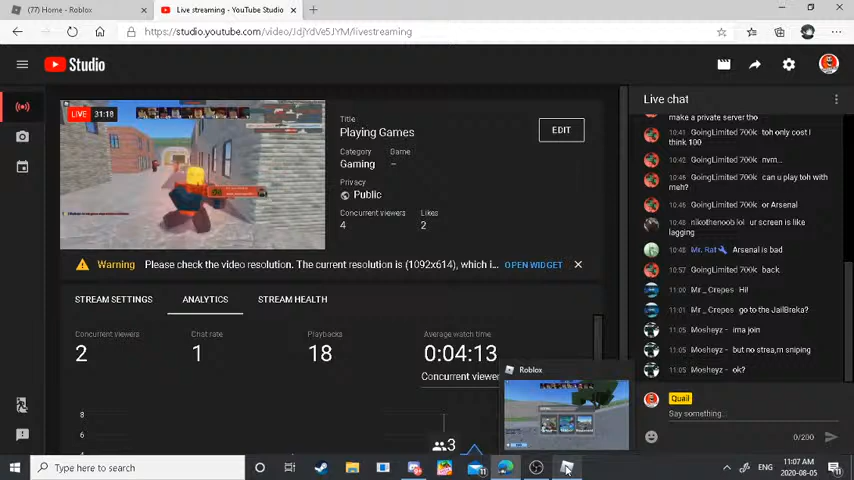 (77) Home - Roblox
Live streaming - YouTube Studio
https://studio.youtube.com/video/JdjYdVe5JYM/livestreaming
Studio
LIVE 31:18
Title
Playing Games
EDIT
Category Game
Gaming –
Privacy
Public
Concurrent viewers Likes
4 2
Warning Please check the video resolution. The current resolution is (1092x614), which i... OPEN WIDGET
STREAM SETTINGS ANALYTICS STREAM HEALTH
Concurrent viewers Chat rate Playbacks Average watch time
2 1 18 0:04:13
Concurrent viewer
8
6
4
3
Roblox
Live chat
make a private server tho
10:41 GoingLimited 700k toh only cost I
think 100
10:42 GoingLimited 700k nvm...
10:46 GoingLimited 700k can u play toh with
meh?
10:46 GoingLimited 700k or Arsenal
10:48 nikothenoob lol ur screen is like
lagging
10:48 Mr. Rat Arsenal is bad
10:57 GoingLimited 700k back
11:00 Mr_ Crepes Hi!
11:01 Mr_ Crepes go to the JailBreka?
11:05 Mosheyz - ima join
11:05 Mosheyz - but no strea,m sniping
11:05 Mosheyz - ok?
Quail
Say something...
0/200
Type here to search
11
ENG
11:07 AM
2020-08-05
11